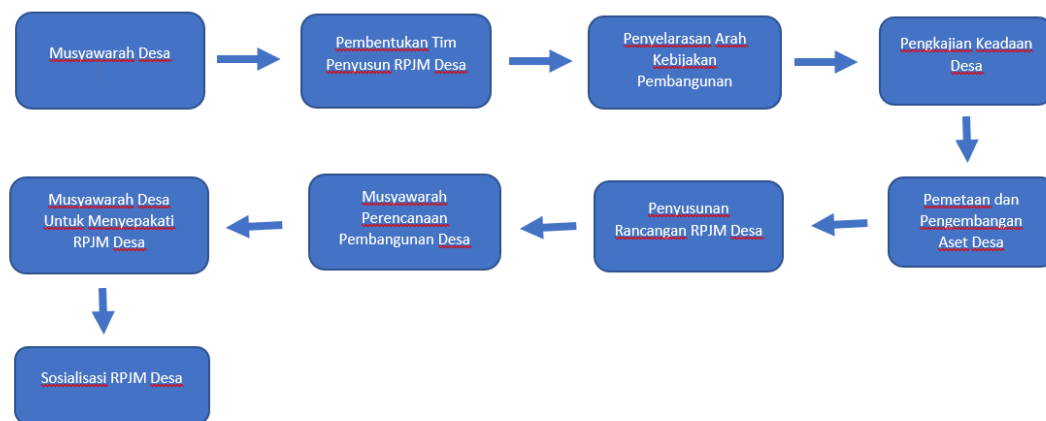 Musyawarah Desa
Pembentukan Tim
Penyusun RPJM Desa
Penyelarasan Arah
Kebijakan
Pembangunan
Pengkajian Keadaan
Desa
Pemetaan dan
Pengembangan
Aset Desa
Penyusunan
Rancangan RPJM Desa
Musyawarah
Perencanaan
Pembangunan Desa
Musyawarah Desa
Untuk Menyepakati
RPJM Desa
Sosialisasi RPJM Desa